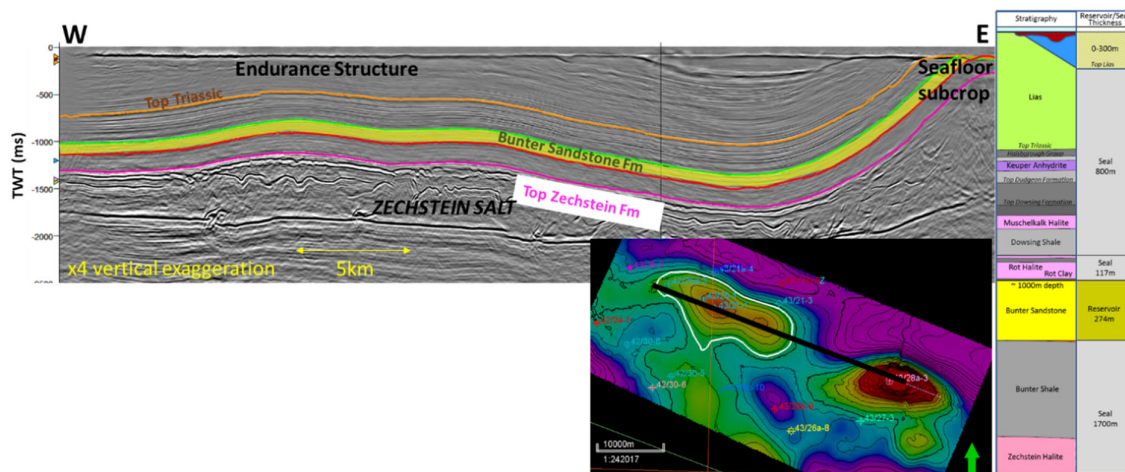 W
E
0
-500
-1000
-1500
-2000
TWT (ms)
Endurance Structure
Seafloor
subcrop
Top Triassic
Bunter Sandstone Fm
Top Zechstein Fm
ZECHSTEIN SALT
x4 vertical exaggeration
5km
43/21-3
43/28a-3
42/30-6
43/27-3
43/26a-8
10000m
1:242017
Stratigraphy
Reservoir/Seal
Thickness
0-300m
Top Lias
Lias
Top Triassic
Keuper Anhydrite
Top Dudgeon Formation
Top Dowsing Formation
Muschelkalk Halite
Dowsing Shale
Seal
800m
Rot Halite
Rot Clay
Seal
117m
~ 1000m depth
Bunter Sandstone
Reservoir
274m
Bunter Shale
Zechstein Halite
Seal
1700m